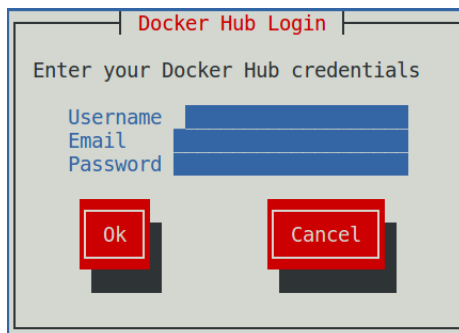 Docker Hub Login
Enter your Docker Hub credentials
Username
Email
Password
Ok Cancel